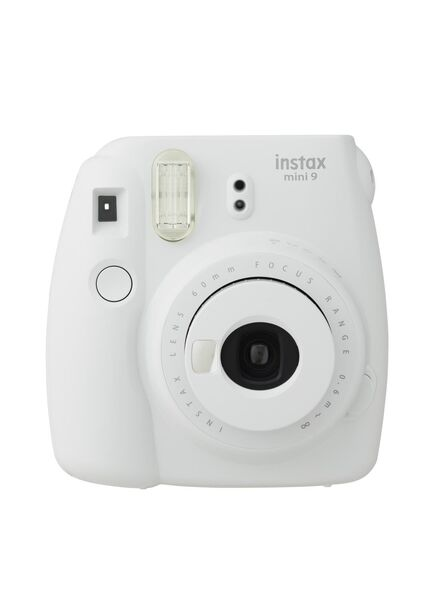 instax
mini 9
INSTAX LENS 60mm FOCUS RANGE 0.6m ~ ∞